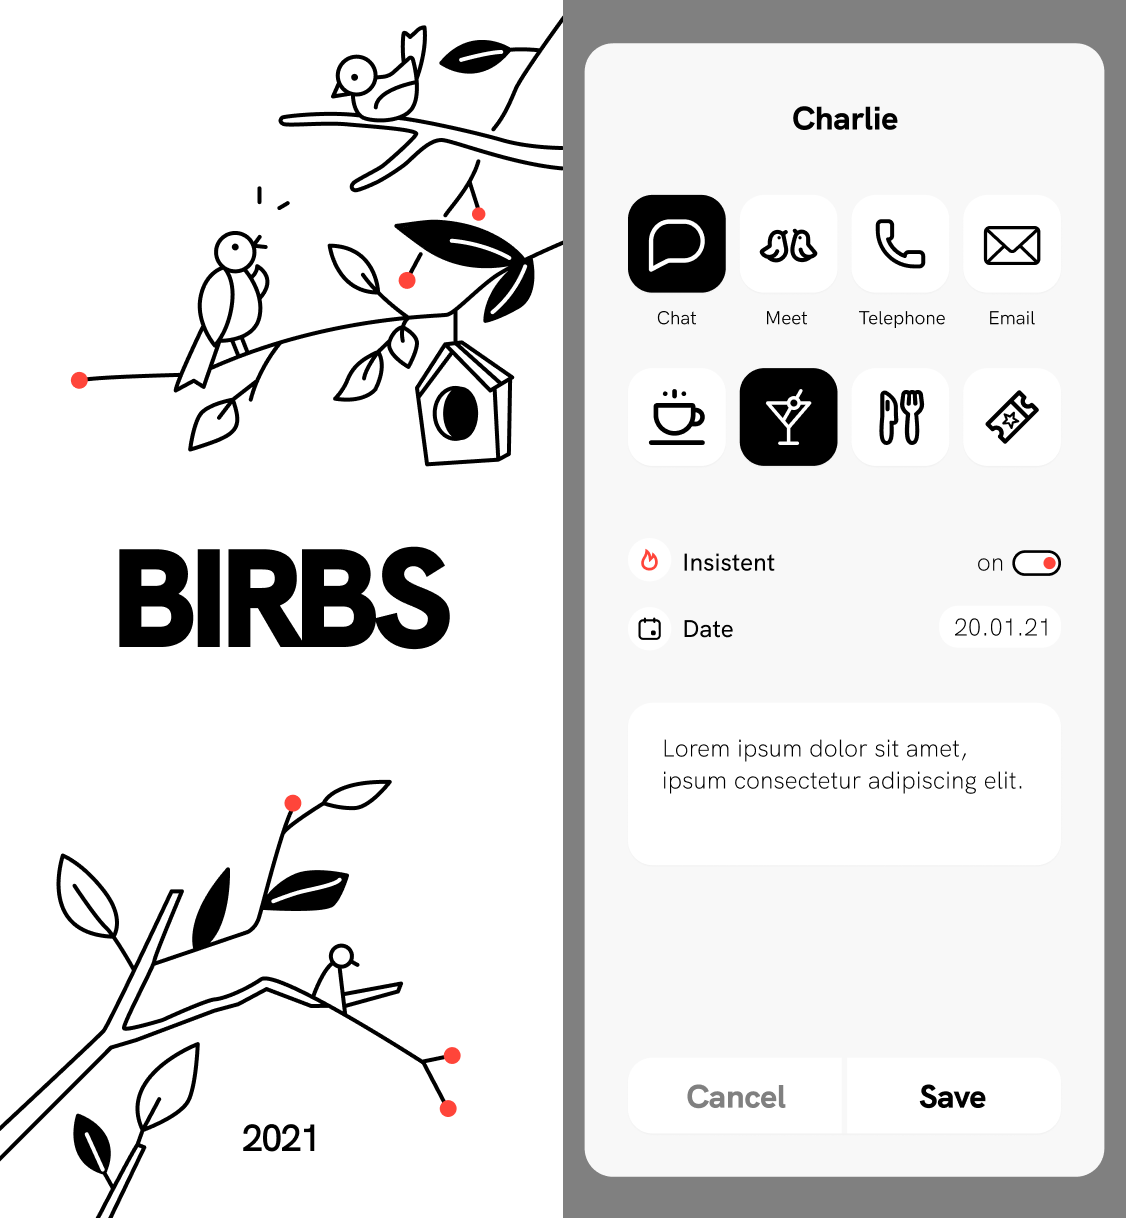 BIRBS
2021
Charlie
Chat Meet Telephone Email
Insistent on
Date 20.01.21
Lorem ipsum dolor sit amet,
ipsum consectetur adipiscing elit.
Cancel Save